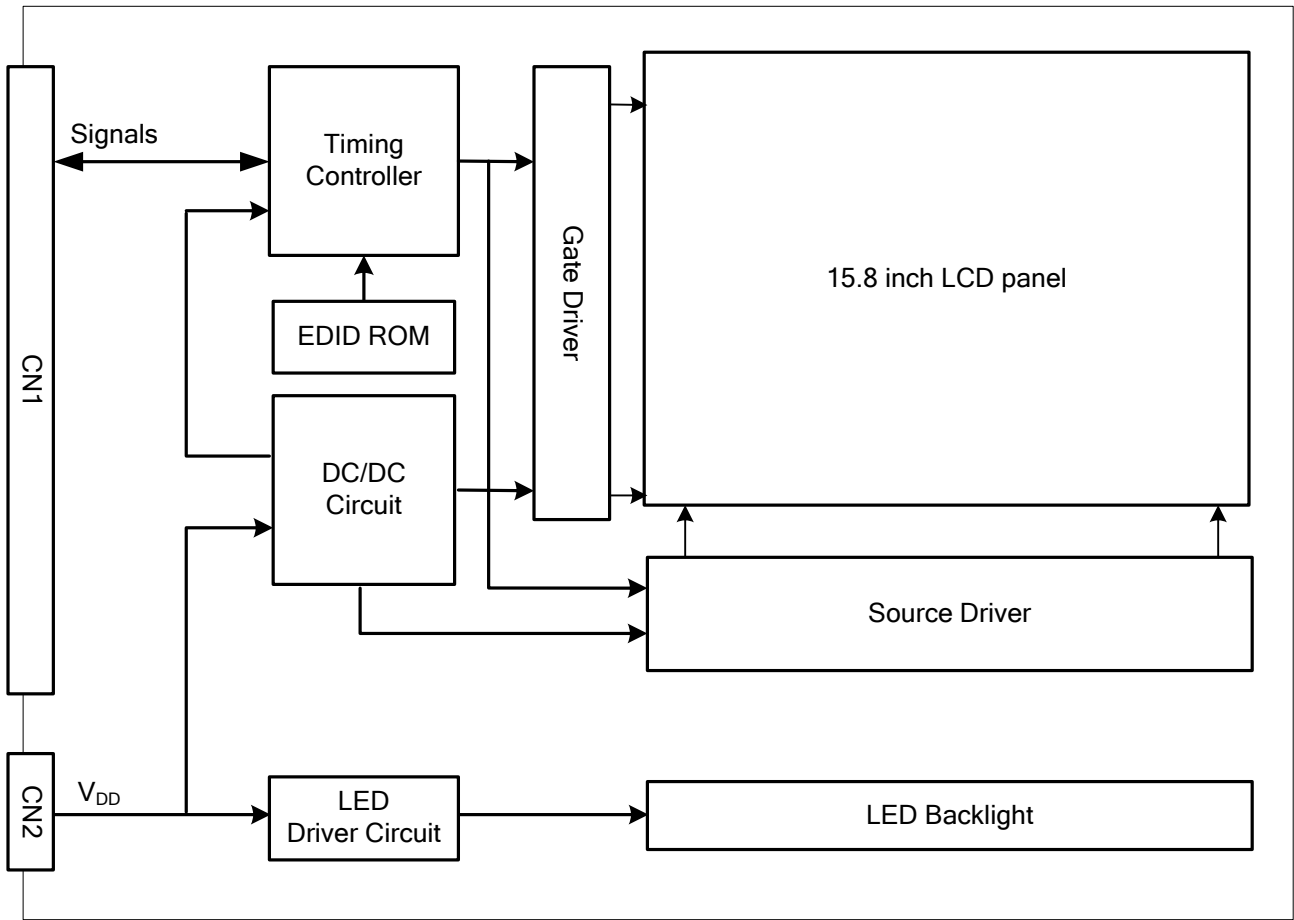 Signals
Timing
Controller
EDID ROM
CN1
DC/DC
Circuit
Gate Driver
15.8 inch LCD panel
Source Driver
CN2
VDD
LED
Driver Circuit
LED Backlight